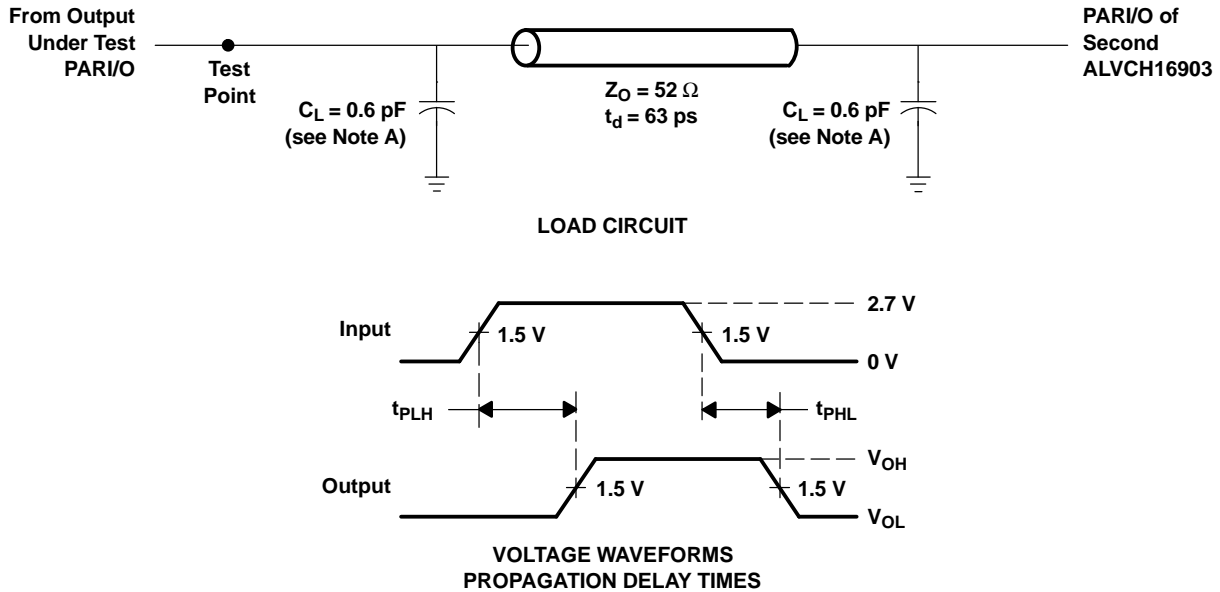 From Output
Under Test
PARI/O
Test
Point
C_L = 0.6 pF
(see Note A)
Z_O = 52 Ω
t_d = 63 ps
C_L = 0.6 pF
(see Note A)
PARI/O of
Second
ALVCH16903
LOAD CIRCUIT
Input
1.5 V
1.5 V
2.7 V
0 V
t_PLH
t_PHL
Output
1.5 V
1.5 V
V_OH
V_OL
VOLTAGE WAVEFORMS
PROPAGATION DELAY TIMES